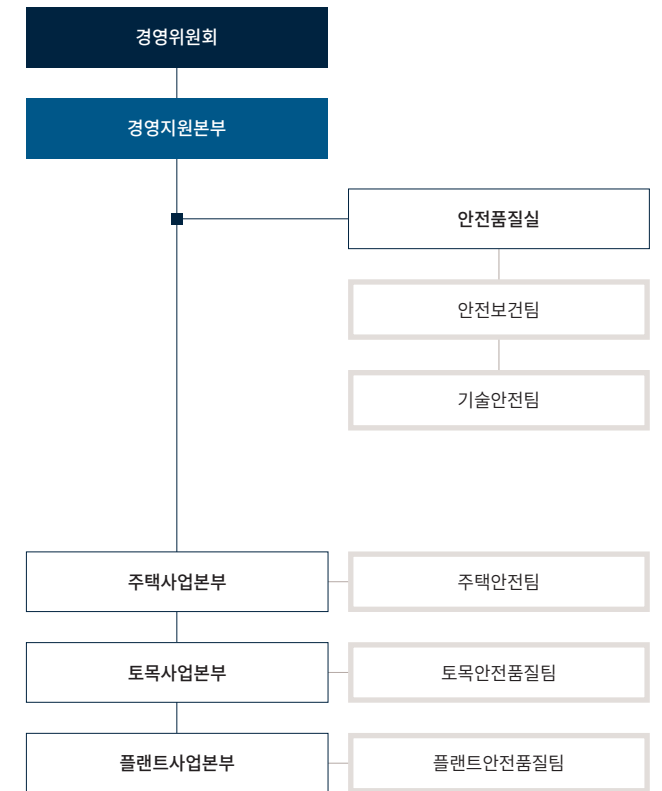 경영위원회
경영지원본부
안전품질실
안전보건팀
기술안전팀
주택사업본부
주택안전팀
토목사업본부
토목안전품질팀
플랜트사업본부
플랜트안전품질팀